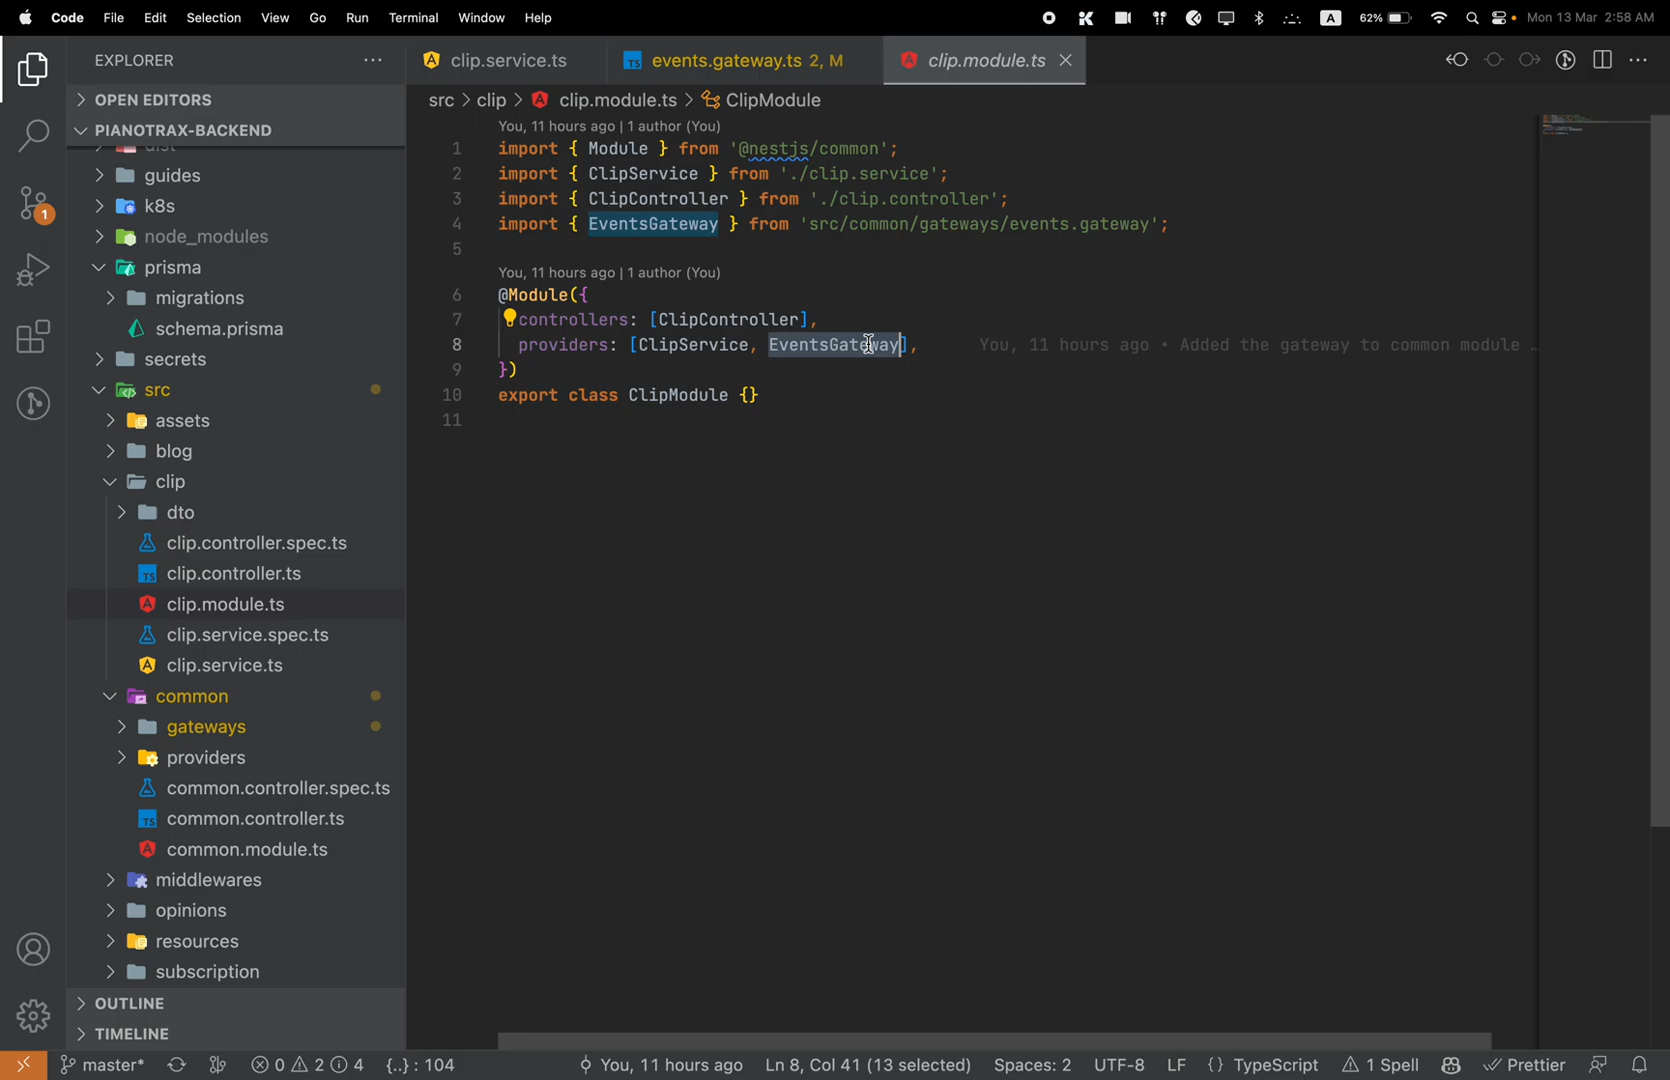 Code File Edit Selection View Go Run Terminal Window Help
A 62% Mon 13 Mar 2:58 AM
EXPLORER ···
OPEN EDITORS
PIANOTRAX-BACKEND
dist
guides
k8s
node_modules
prisma
migrations
schema.prisma
secrets
src
assets
blog
clip
dto
clip.controller.spec.ts
TS clip.controller.ts
clip.module.ts
clip.service.spec.ts
clip.service.ts
common
gateways
providers
common.controller.spec.ts
TS common.controller.ts
common.module.ts
middlewares
opinions
resources
subscription
OUTLINE
TIMELINE
clip.service.ts
TS events.gateway.ts 2, M
clip.module.ts
src > clip > clip.module.ts > ClipModule
You, 11 hours ago | 1 author (You)
1 import { Module } from '@nestjs/common';
2 import { ClipService } from './clip.service';
3 import { ClipController } from './clip.controller';
4 import { EventsGateway } from 'src/common/gateways/events.gateway';
5
You, 11 hours ago | 1 author (You)
6 @Module({
7 controllers: [ClipController],
8 providers: [ClipService, EventsGateway], You, 11 hours ago • Added the gateway to common module …
9 })
10 export class ClipModule {}
11
1
master* 0 2 4 {..} : 104 You, 11 hours ago Ln 8, Col 41 (13 selected) Spaces: 2 UTF-8 LF {} TypeScript 1 Spell Prettier